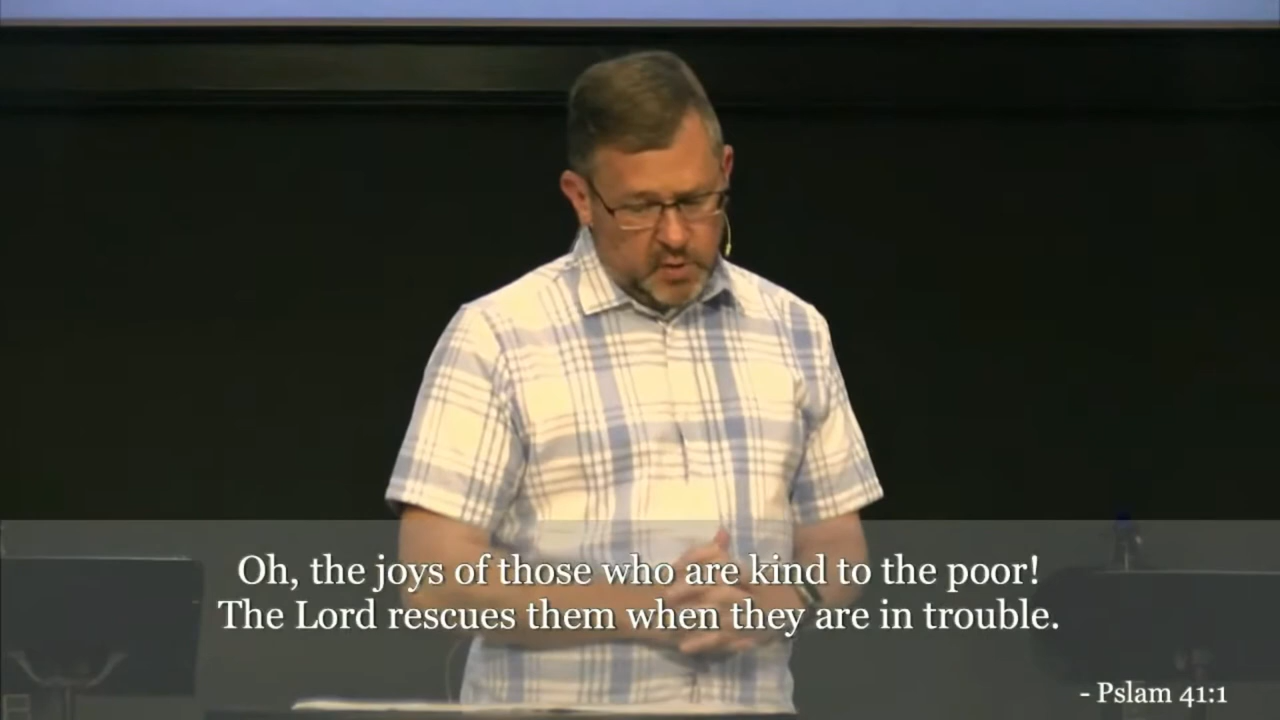 Oh, the joys of those who are kind to the poor!
The Lord rescues them when they are in trouble.
- Pslam 41:1